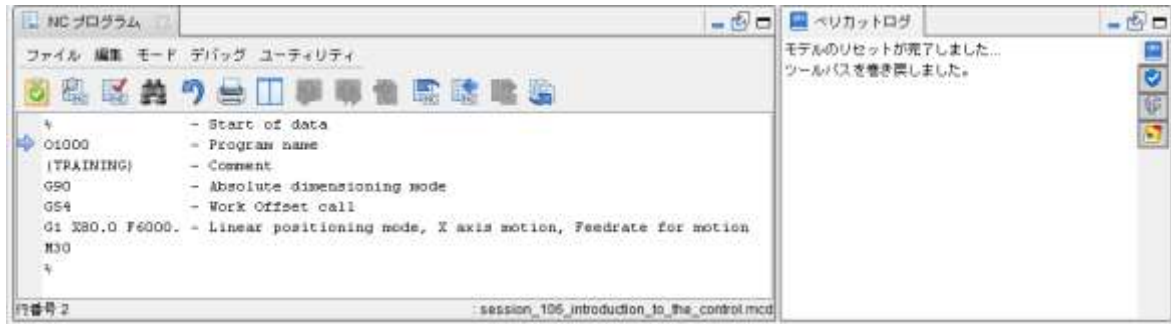 NC プログラム
ファイル 編集 モード デバッグ ユーティリティ
% - Start of data
O1000 - Program name
(TRAINING) - Comment
G90 - Absolute dimensioning mode
G54 - Work Offset call
G1 X80.0 F6000. - Linear positioning mode, X axis motion, Feedrate for motion
M30
%
行番号 2
: session_106_introduction_to_the_control.mcd
ベリカットログ
モデルのリセットが完了しました...
ツールパスを巻き戻しました。